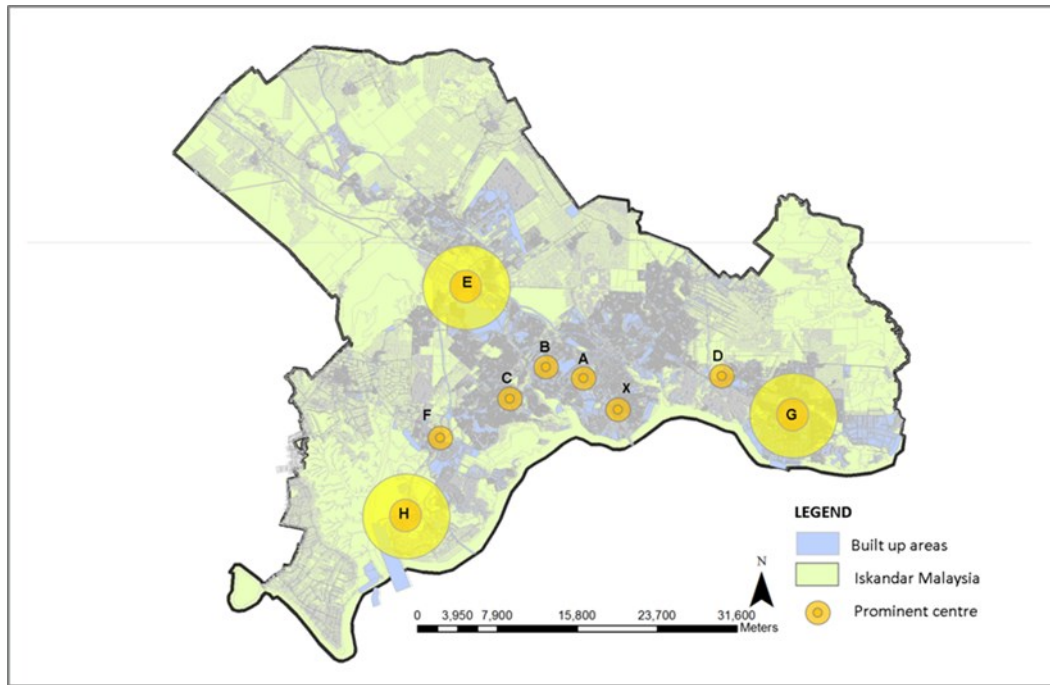 E
B
A
D
C
X
F
G
H
LEGEND
Built up areas
Iskandar Malaysia
Prominent centre
N
0 3,950 7,900 15,800 23,700 31,600
Meters